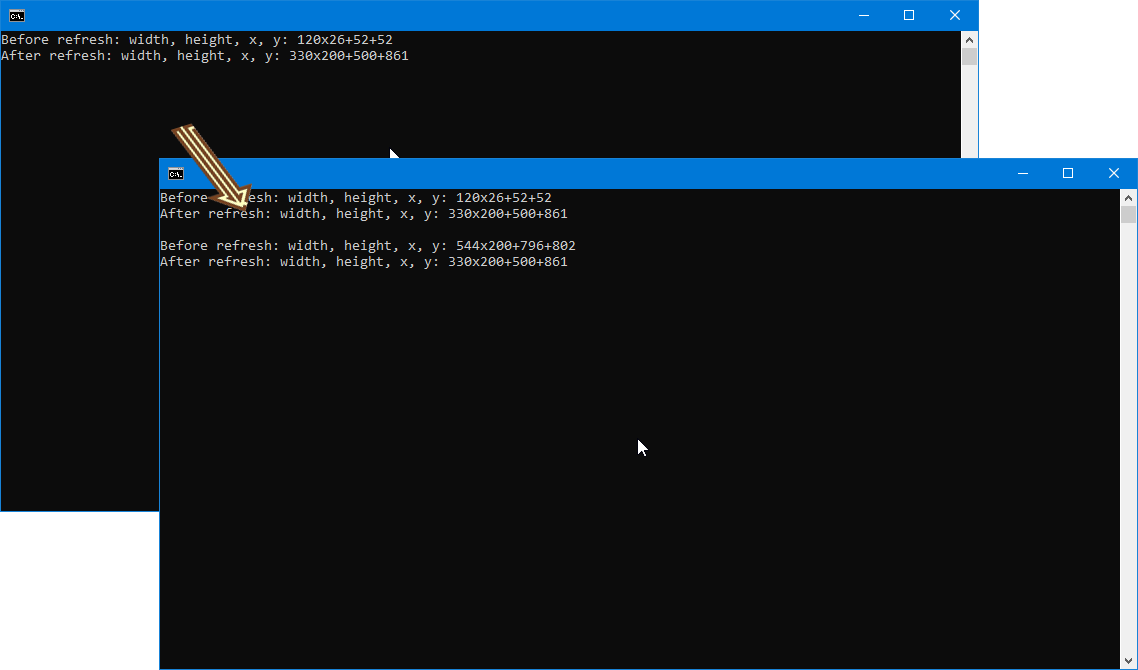 Before refresh: width, height, x, y: 120x26+52+52
After refresh: width, height, x, y: 330x200+500+861
Before refresh: width, height, x, y: 120x26+52+52
After refresh: width, height, x, y: 330x200+500+861
Before refresh: width, height, x, y: 544x200+796+802
After refresh: width, height, x, y: 330x200+500+861